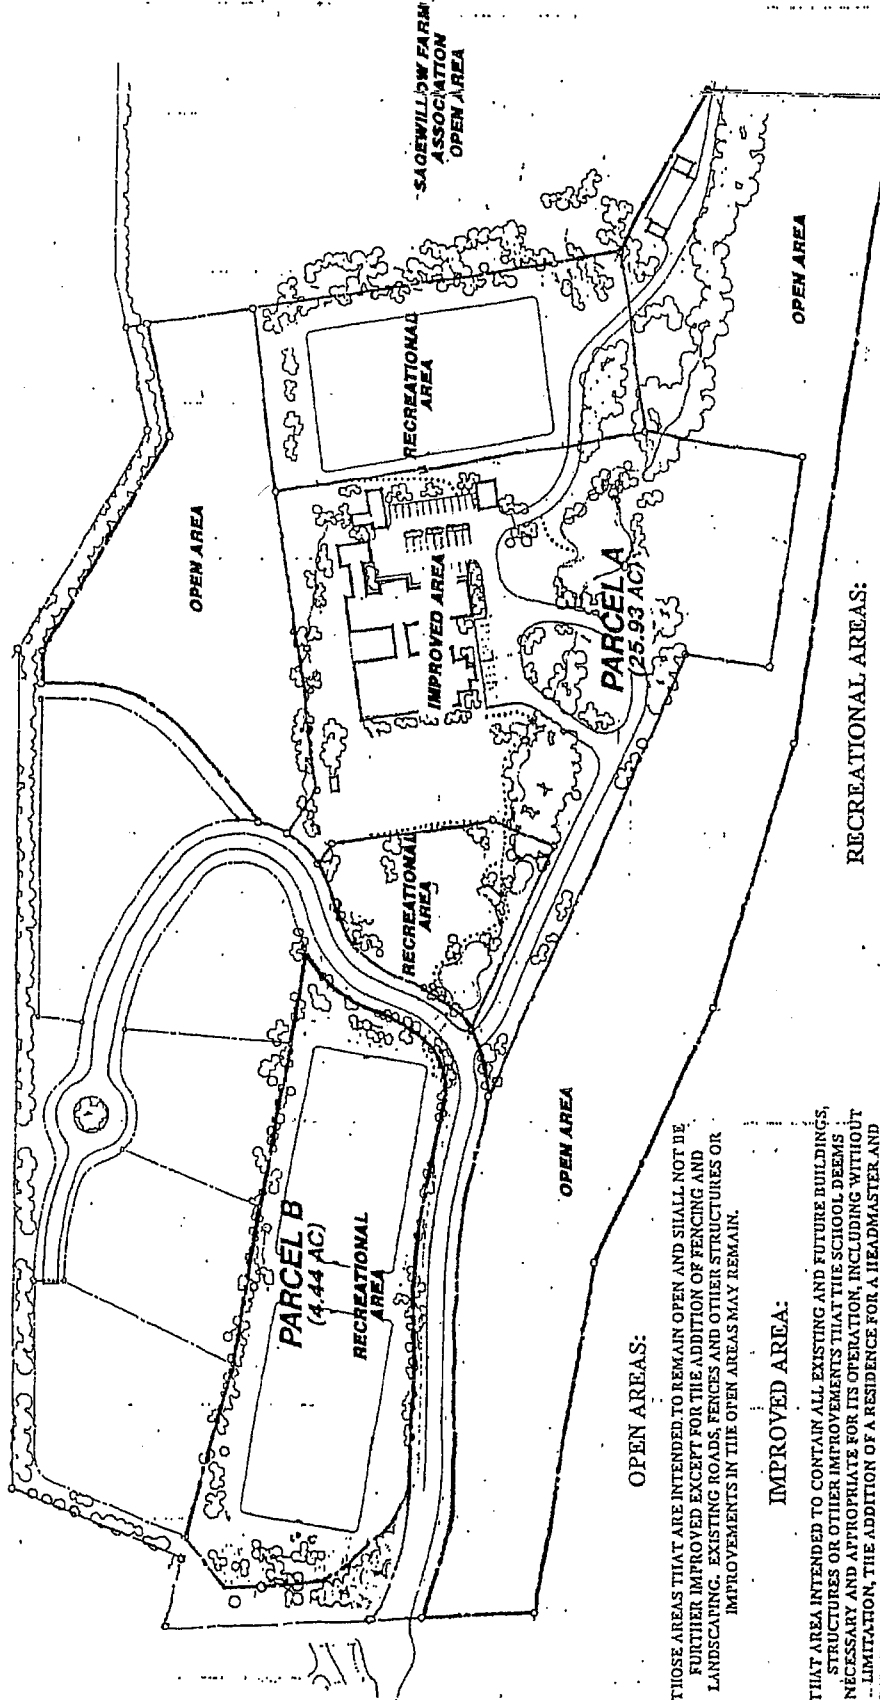 SAGEWILLOW FARM
ASSOCIATION
OPEN AREA
OPEN AREA
RECREATIONAL
AREA
OPEN AREA
IMPROVED AREA
PARCEL A
(25.93 AC)
RECREATIONAL
AREA
OPEN AREA
PARCEL B
(4.44 AC)
RECREATIONAL
AREA
OPEN AREAS:
THOSE AREAS THAT ARE INTENDED TO REMAIN OPEN AND SHALL NOT BE
FURTHER IMPROVED EXCEPT FOR THE ADDITION OF FENCING AND
LANDSCAPING. EXISTING ROADS, FENCES AND OTHER STRUCTURES OR
IMPROVEMENTS IN THE OPEN AREAS MAY REMAIN.
IMPROVED AREA:
THAT AREA INTENDED TO CONTAIN ALL EXISTING AND FUTURE BUILDINGS,
STRUCTURES OR OTHER IMPROVEMENTS THAT THE SCHOOL DEEMS
NECESSARY AND APPROPRIATE FOR ITS OPERATION, INCLUDING WITHOUT
LIMITATION, THE ADDITION OF A RESIDENCE FOR A HEADMASTER AND
RECREATIONAL AREAS: